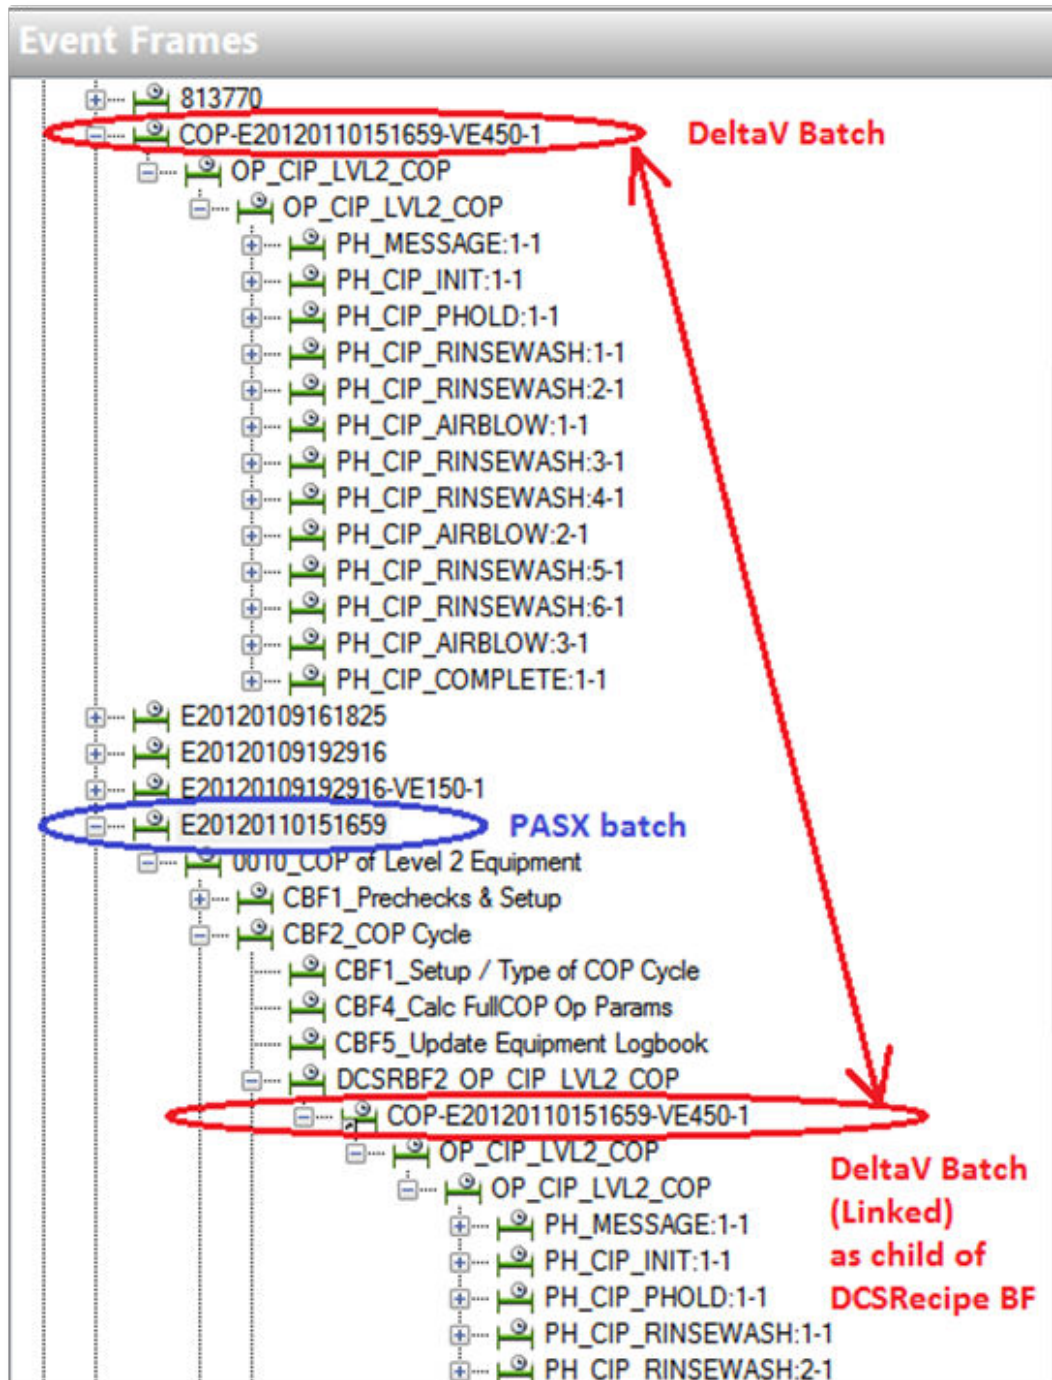 Event Frames
813770
COP-E20120110151659-VE450-1 DeltaV Batch
OP_CIP_LVL2_COP
OP_CIP_LVL2_COP
PH_MESSAGE:1-1
PH_CIP_INIT:1-1
PH_CIP_PHOLD:1-1
PH_CIP_RINSEWASH:1-1
PH_CIP_RINSEWASH:2-1
PH_CIP_AIRBLOW:1-1
PH_CIP_RINSEWASH:3-1
PH_CIP_RINSEWASH:4-1
PH_CIP_AIRBLOW:2-1
PH_CIP_RINSEWASH:5-1
PH_CIP_RINSEWASH:6-1
PH_CIP_AIRBLOW:3-1
PH_CIP_COMPLETE:1-1
E20120109161825
E20120109192916
E20120109192916-VE150-1
E20120110151659 PASX batch
0010_COP of Level 2 Equipment
CBF1_Prechecks & Setup
CBF2_COP Cycle
CBF1_Setup / Type of COP Cycle
CBF4_Calc FullCOP Op Params
CBF5_Update Equipment Logbook
DCSRBF2_OP_CIP_LVL2_COP
COP-E20120110151659-VE450-1
OP_CIP_LVL2_COP
OP_CIP_LVL2_COP
PH_MESSAGE:1-1
PH_CIP_INIT:1-1
PH_CIP_PHOLD:1-1
PH_CIP_RINSEWASH:1-1
PH_CIP_RINSEWASH:2-1
DeltaV Batch
(Linked)
as child of
DCSRecipe BF